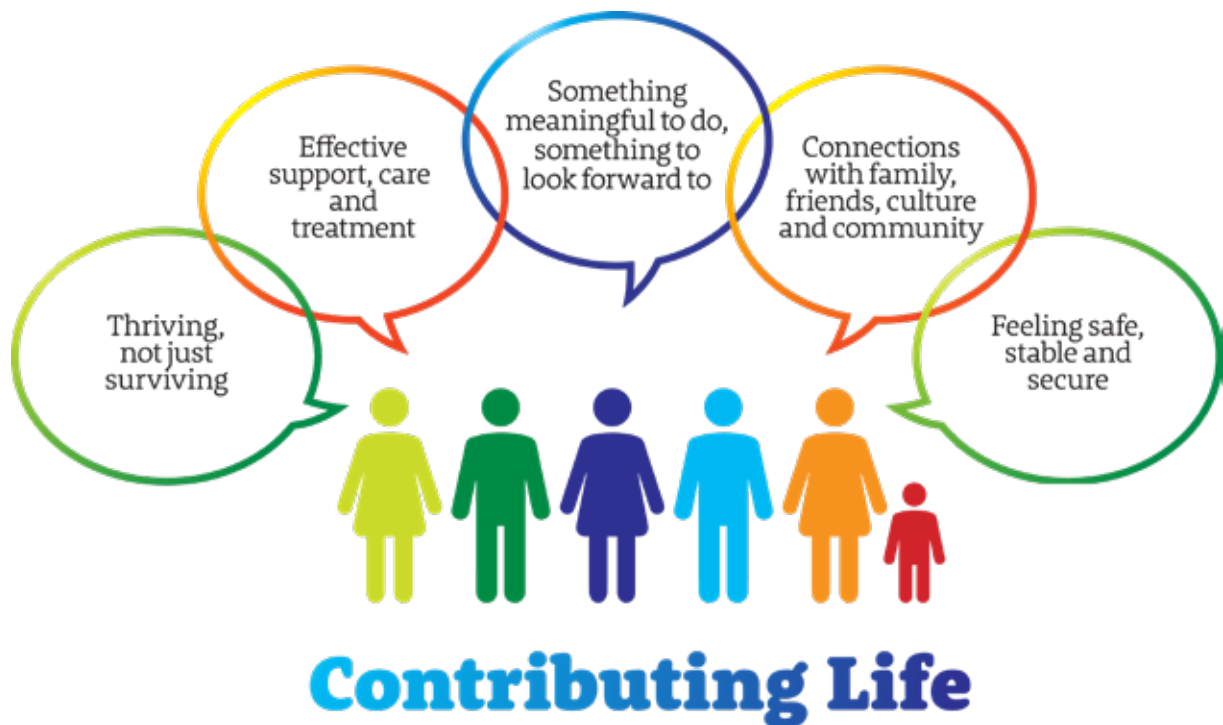 Thriving,
not just
surviving
Effective
support, care
and
treatment
Something
meaningful to do,
something to
look forward to
Connections
with family,
friends, culture
and community
Feeling safe,
stable and
secure
Contributing Life